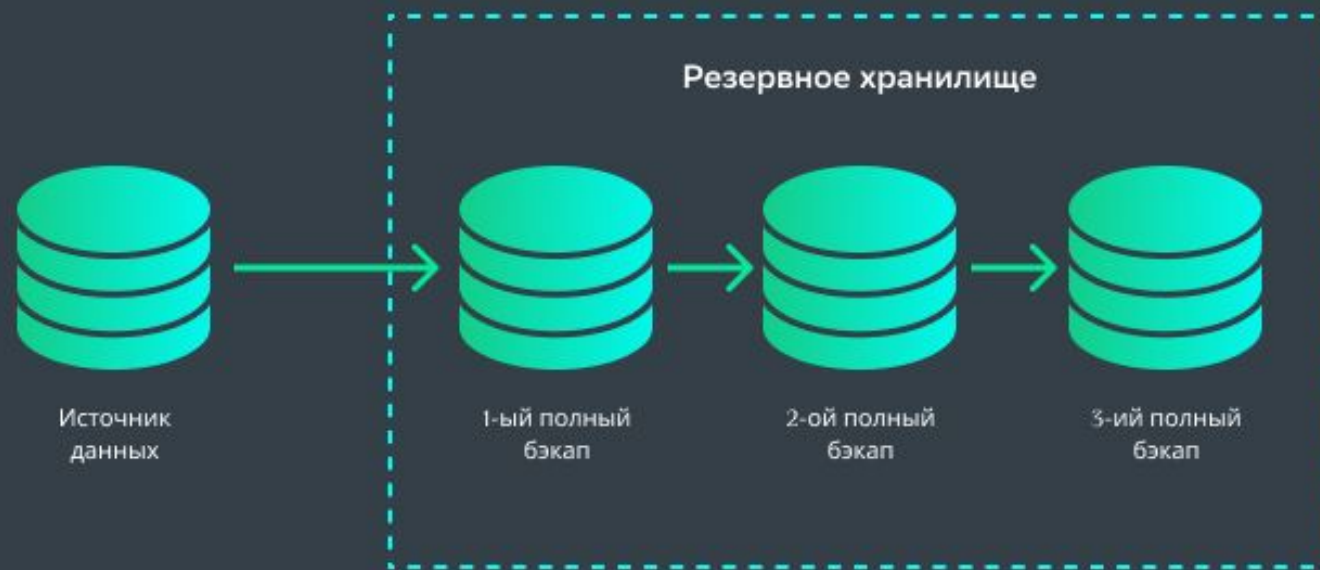 Резервное хранилище
Источник
данных
1-ый полный
бэкап
2-ой полный
бэкап
3-ий полный
бэкап